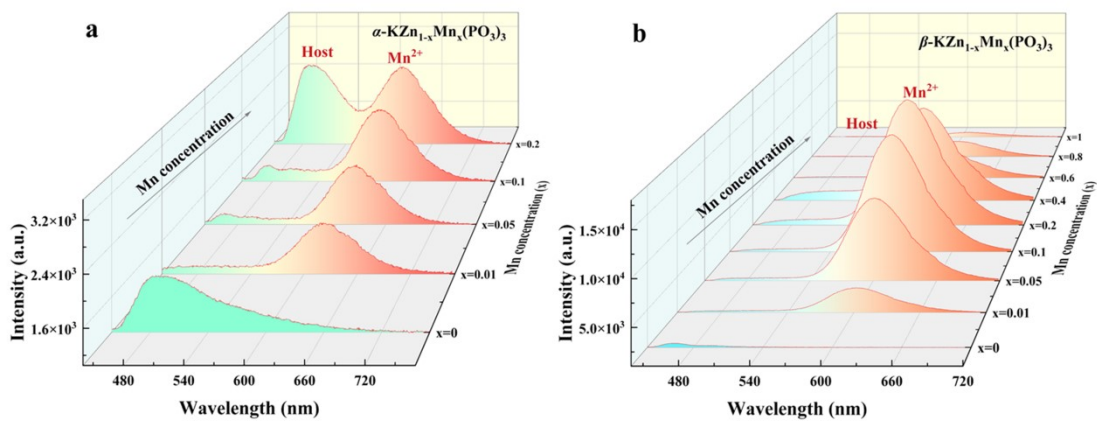 a
α-KZn₁₋ₓMnₓ(PO₃)₃
Host
Mn²⁺
Mn concentration
x=0.2
x=0.1
x=0.05
x=0.01
x=0
Mn concentration (x)
3.2×10³
2.4×10³
1.6×10³
Intensity (a.u.)
480 540 600 660 720
Wavelength (nm)
b
β-KZn₁₋ₓMnₓ(PO₃)₃
Mn²⁺
Host
Mn concentration
x=1
x=0.8
x=0.6
x=0.4
x=0.2
x=0.1
x=0.05
x=0.01
x=0
Mn concentration (x)
1.5×10⁴
1.0×10⁴
5.0×10³
Intensity (a.u.)
480 540 600 660 720
Wavelength (nm)